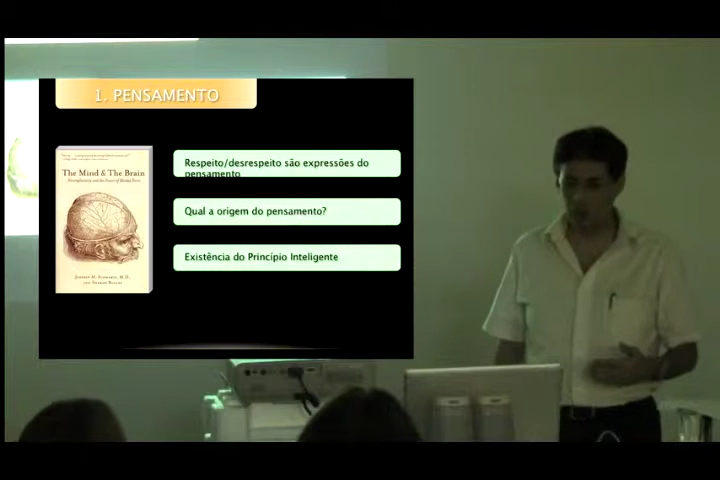 1. PENSAMENTO
The Mind & The Brain
Respeito/desrespeito são expressões do
pensamento
Qual a origem do pensamento?
Existência do Princípio Inteligente